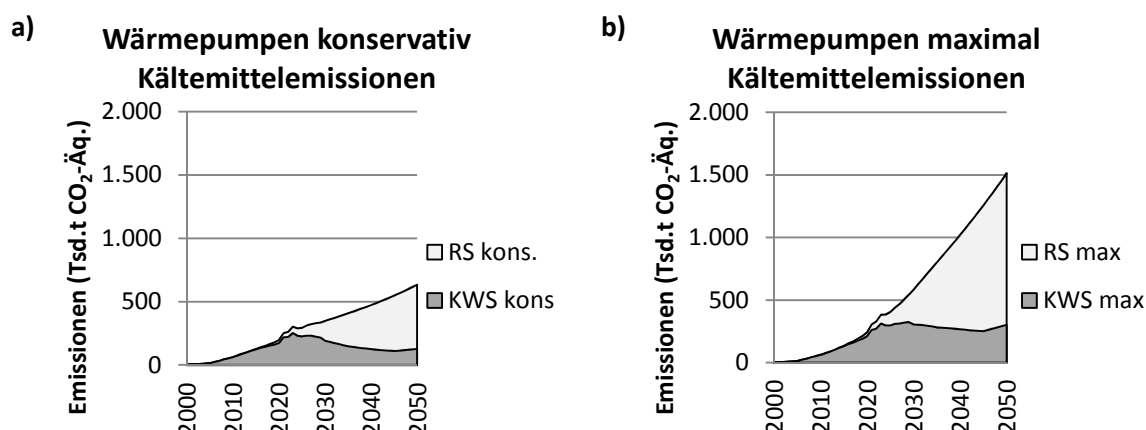 a)
Wärmepumpen konservativ
Kältemittelemissionen
Emissionen (Tsd.t CO₂-Äq.)
2.000
1.500
1.000
500
0
2000
2010
2020
2030
2040
2050
RS kons.
KWS kons
b)
Wärmepumpen maximal
Kältemittelemissionen
Emissionen (Tsd.t CO₂-Äq.)
2.000
1.500
1.000
500
0
2000
2010
2020
2030
2040
2050
RS max
KWS max